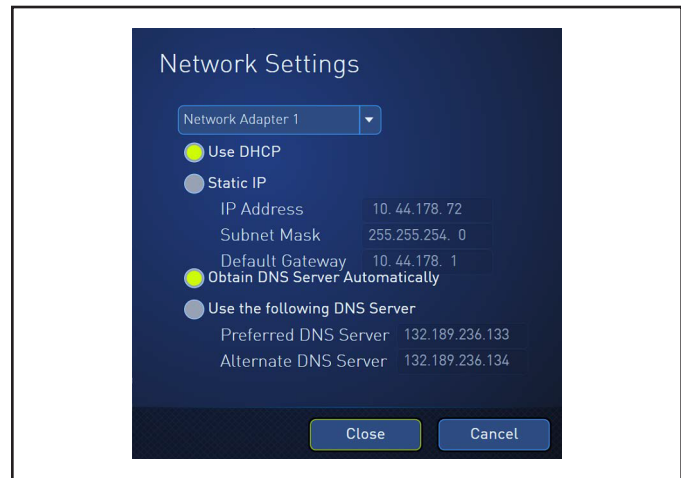 Network Settings
Network Adapter 1
Use DHCP
Static IP
IP Address 10. 44.178. 72
Subnet Mask 255.255.254. 0
Default Gateway 10. 44.178. 1
Obtain DNS Server Automatically
Use the following DNS Server
Preferred DNS Server 132.189.236.133
Alternate DNS Server 132.189.236.134
Close Cancel